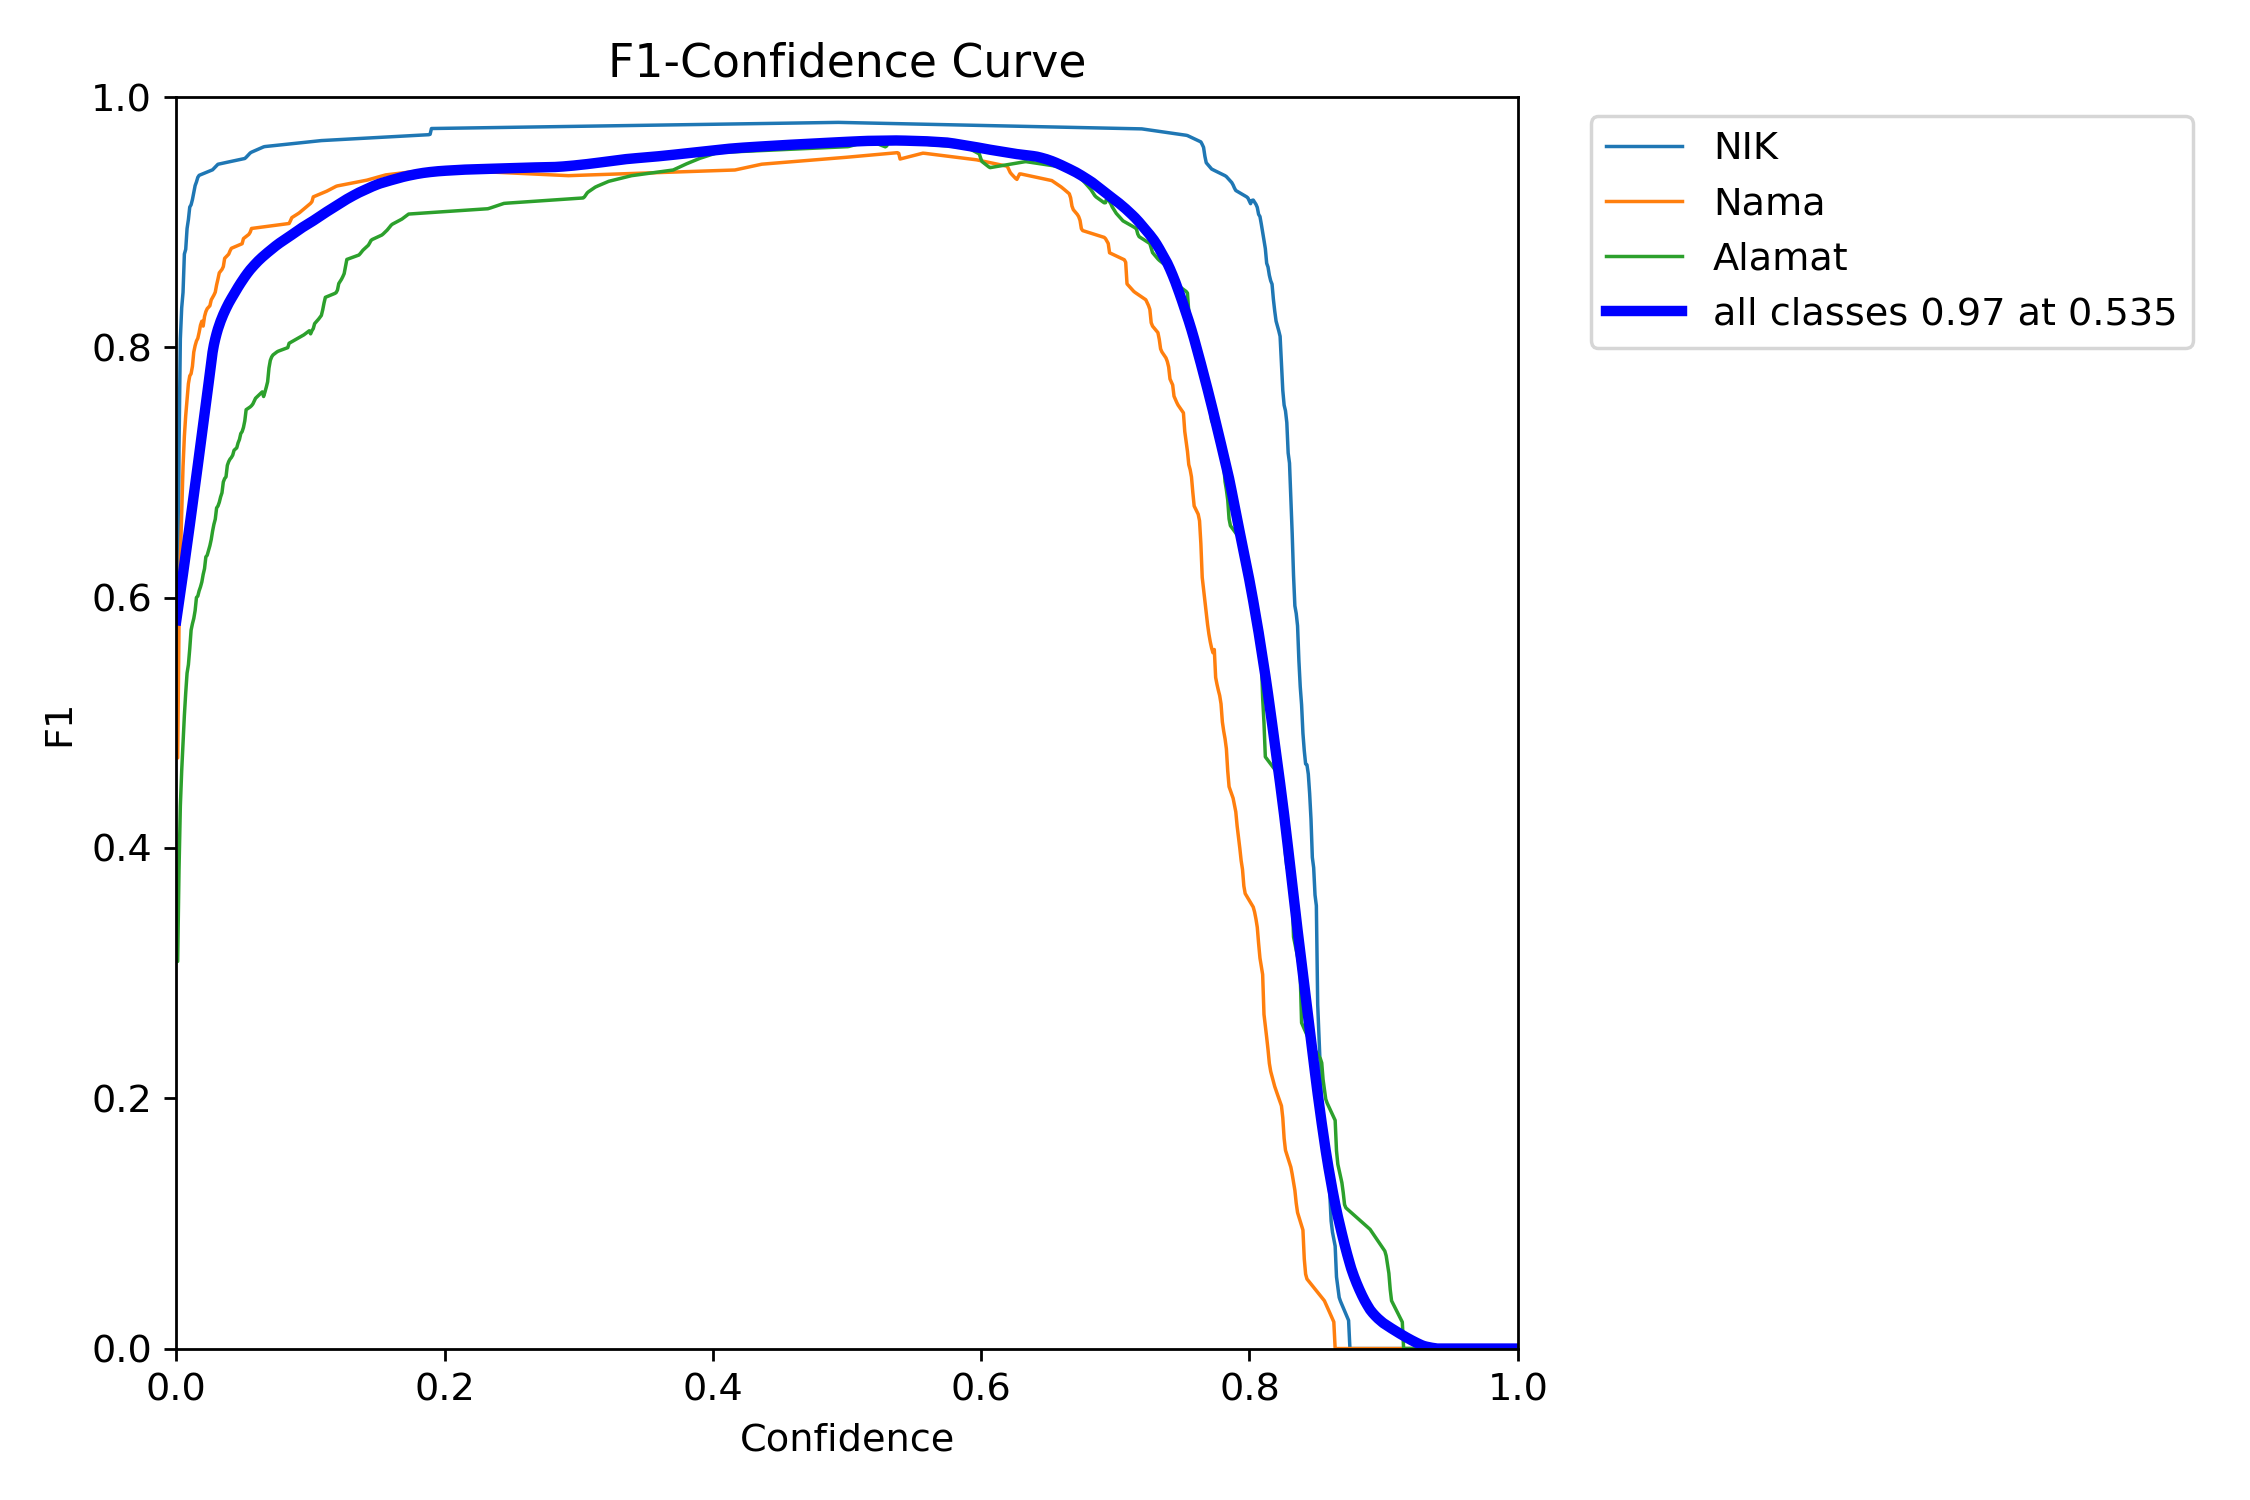 F1-Confidence Curve
1.0
0.8
0.6
0.4
0.2
0.0
F1
0.0 0.2 0.4 0.6 0.8 1.0
Confidence
NIK
Nama
Alamat
all classes 0.97 at 0.535